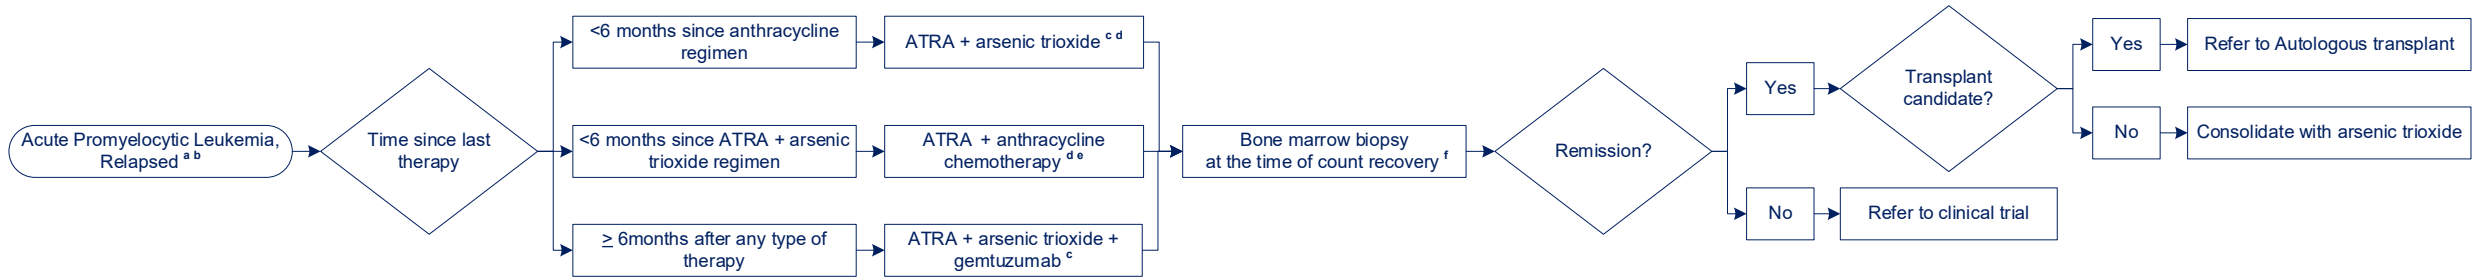 Acute Promyelocytic Leukemia,
Relapsed a b
Time since last
therapy
<6 months since anthracycline
regimen
ATRA + arsenic trioxide c d
<6 months since ATRA + arsenic
trioxide regimen
ATRA + anthracycline
chemotherapy d e
≥ 6months after any type of
therapy
ATRA + arsenic trioxide +
gemtuzumab c
Bone marrow biopsy
at the time of count recovery f
Remission?
Yes
Transplant
candidate?
Yes
Refer to Autologous transplant
No
Consolidate with arsenic trioxide
No
Refer to clinical trial